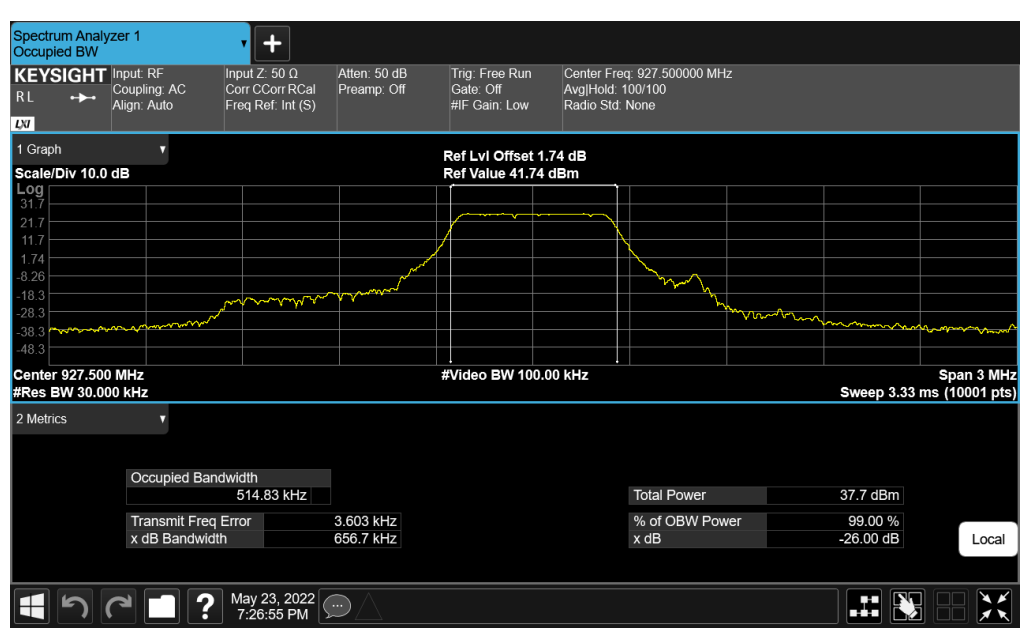 Spectrum Analyzer 1
Occupied BW
KEYSIGHT
R L
LXI
Input: RF
Coupling: AC
Align: Auto
Input Z: 50 Ω
Corr CCorr RCal
Freq Ref: Int (S)
Atten: 50 dB
Preamp: Off
Trig: Free Run
Gate: Off
#IF Gain: Low
Center Freq: 927.500000 MHz
Avg|Hold: 100/100
Radio Std: None
1 Graph
Scale/Div 10.0 dB
Ref Lvl Offset 1.74 dB
Ref Value 41.74 dBm
Log
31.7
21.7
11.7
1.74
-8.26
-18.3
-28.3
-38.3
-48.3
Center 927.500 MHz
#Res BW 30.000 kHz
#Video BW 100.00 kHz
Span 3 MHz
Sweep 3.33 ms (10001 pts)
2 Metrics
Occupied Bandwidth
514.83 kHz
Transmit Freq Error 3.603 kHz
x dB Bandwidth 656.7 kHz
Total Power 37.7 dBm
% of OBW Power 99.00 %
x dB -26.00 dB
Local
May 23, 2022
7:26:55 PM